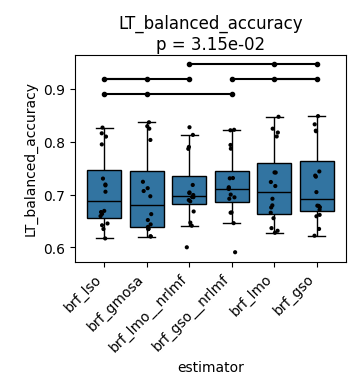 LT_balanced_accuracy
p = 3.15e-02
LT_balanced_accuracy
0.9
0.8
0.7
0.6
brf_lso
brf_gmosa
brf_lmo__nrlmf
brf_gso__nrlmf
brf_lmo
brf_gso
estimator